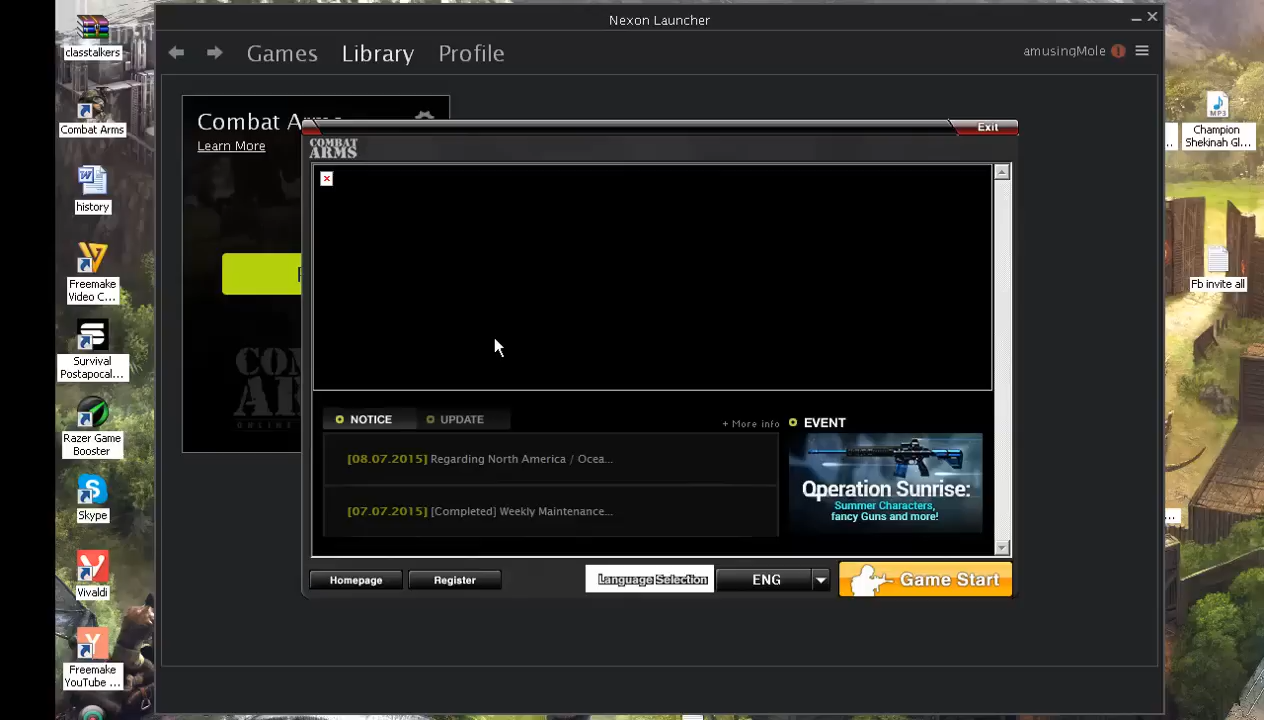 Nexon Launcher
Games
Library
Profile
amusingMole
Combat A
Learn More
Exit
COMBAT
ARMS
NOTICE
UPDATE
+ More info
EVENT
[08.07.2015] Regarding North America / Ocea...
[07.07.2015] [Completed] Weekly Maintenance...
Operation Sunrise:
Summer Characters,
fancy Guns and more!
Homepage
Register
Language Selection
ENG
Game Start
classtalkers
Combat Arms
history
Freemake
Video C...
Survival
Postapocal...
Razer Game
Booster
Skype
Vivaldi
Freemake
YouTube ...
Champion
Shekinah Gl...
Fb invite all